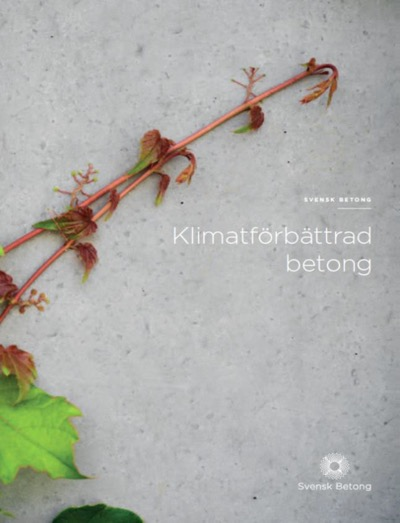 SVENSK BETONG
Klimatförbättrad
betong
Svensk Betong